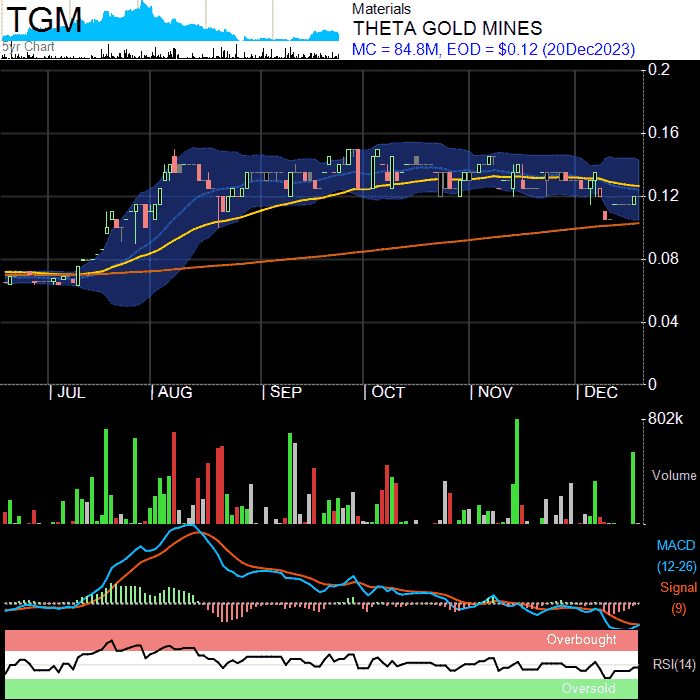 TGM
5yr Chart
Materials
THETA GOLD MINES
MC = 84.8M, EOD = $0.12 (20Dec2023)
0.2
0.16
0.12
0.08
0.04
0
JUL
AUG
SEP
OCT
NOV
DEC
802k
Volume
MACD
(12-26)
Signal
(9)
Overbought
RSI(14)
Oversold